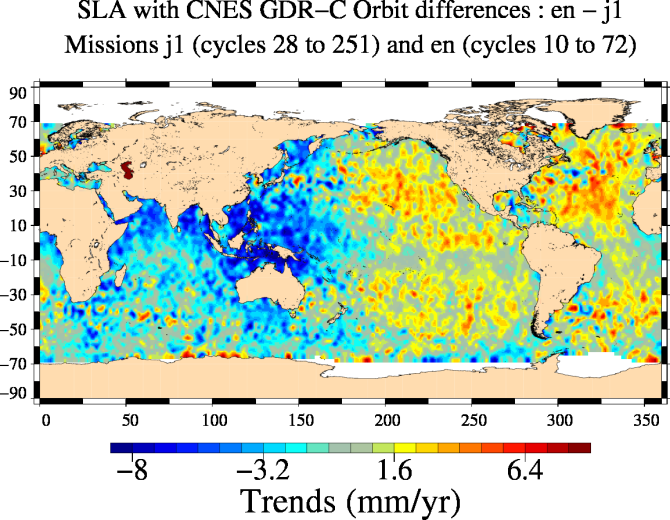 SLA with CNES GDR−C Orbit differences : en − j1
Missions j1 (cycles 28 to 251) and en (cycles 10 to 72)
90
70
50
30
10
−10
−30
−50
−70
−90
0 50 100 150 200 250 300 350
−8 −3.2 1.6 6.4
Trends (mm/yr)